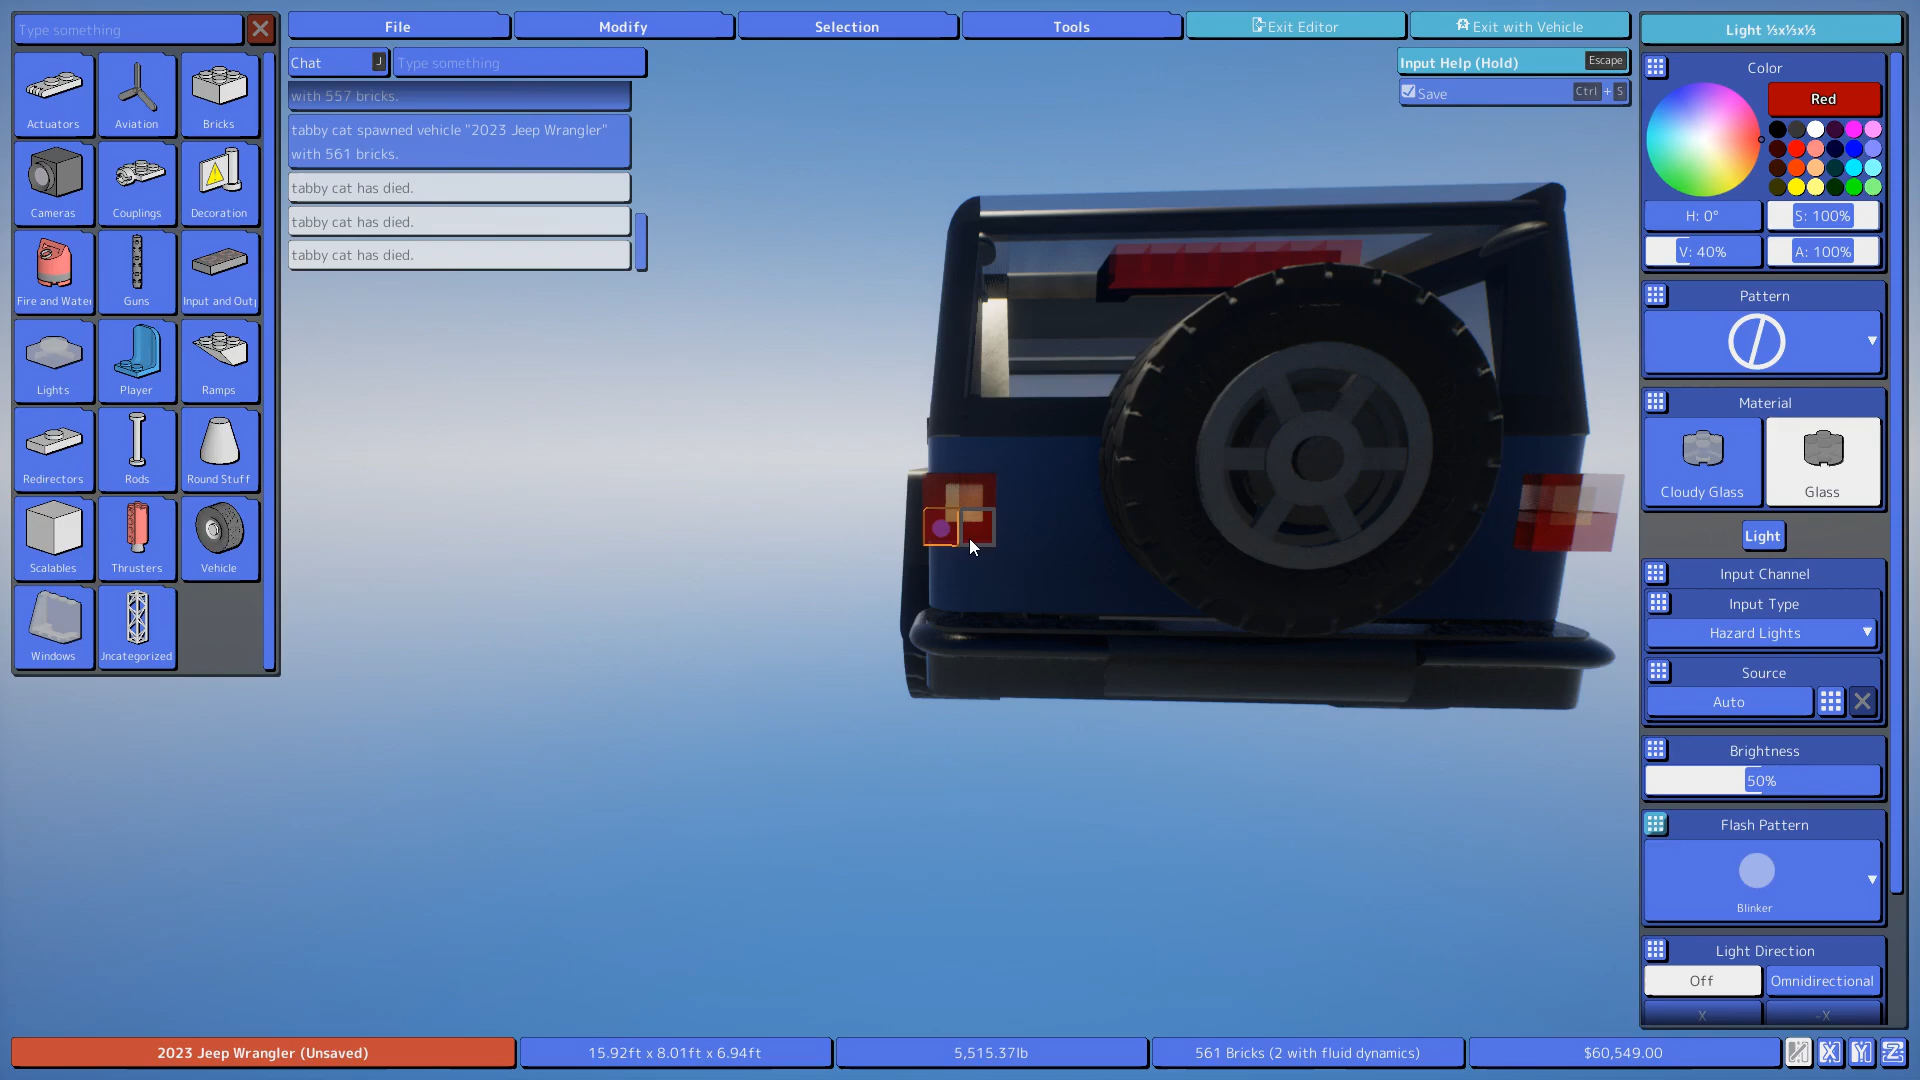 Type something
File
Modify
Selection
Tools
Exit Editor
Exit with Vehicle
Light ⅓x⅓x⅓
Chat
J
Type something
Input Help (Hold)
Escape
Save
Ctrl + S
with 557 bricks.
tabby cat spawned vehicle "2023 Jeep Wrangler"
with 561 bricks.
tabby cat has died.
tabby cat has died.
tabby cat has died.
Actuators
Aviation
Bricks
Cameras
Couplings
Decoration
Fire and Wate
Guns
Input and Out
Lights
Player
Ramps
Redirectors
Rods
Round Stuff
Scalables
Thrusters
Vehicle
Windows
Uncategorized
Color
Red
H: 0°
S: 100%
V: 40%
A: 100%
Pattern
Material
Cloudy Glass
Glass
Light
Input Channel
Input Type
Hazard Lights
Source
Auto
Brightness
50%
Flash Pattern
Blinker
Light Direction
Off
Omnidirectional
X
-X
2023 Jeep Wrangler (Unsaved)
15.92ft x 8.01ft x 6.94ft
5,515.37lb
561 Bricks (2 with fluid dynamics)
$60,549.00
X
Y
Z